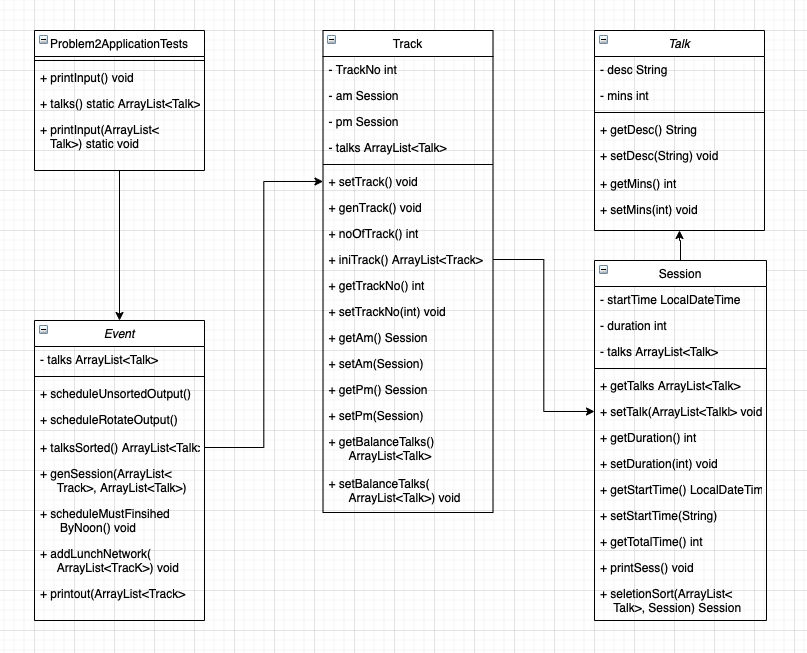 Problem2ApplicationTests
+ printInput() void
+ talks() static ArrayList<Talk>
+ printInput(ArrayList<
Talk>) static void
Event
- talks ArrayList<Talk>
+ scheduleUnsortedOutput()
+ scheduleRotateOutput()
+ talksSorted() ArrayList<Talk:
+ genSession(ArrayList<
Track>, ArrayList<Talk>)
+ scheduleMustFinsihed
ByNoon() void
+ addLunchNetwork(
ArrayList<TracK>) void
+ printout(ArrayList<Track>
Track
- TrackNo int
- am Session
- pm Session
- talks ArrayList<Talk>
+ setTrack() void
+ genTrack() void
+ noOfTrack() int
+ iniTrack() ArrayList<Track>
+ getTrackNo() int
+ setTrackNo(int) void
+ getAm() Session
+ setAm(Session)
+ getPm() Session
+ setPm(Session)
+ getBalanceTalks()
ArrayList<Talk>
+ setBalanceTalks(
ArrayList<Talk>) void
Talk
- desc String
- mins int
+ getDesc() String
+ setDesc(String) void
+ getMins() int
+ setMins(int) void
Session
- startTime LocalDateTime
- duration int
- talks ArrayList<Talk>
+ getTalks ArrayList<Talk>
+ setTalk(ArrayList<Talkl> void
+ getDuration() int
+ setDuration(int) void
+ getStartTime() LocalDateTim
+ setStartTime(String)
+ getTotalTime() int
+ printSess() void
+ seletionSort(ArrayList<
Talk>, Session) Session